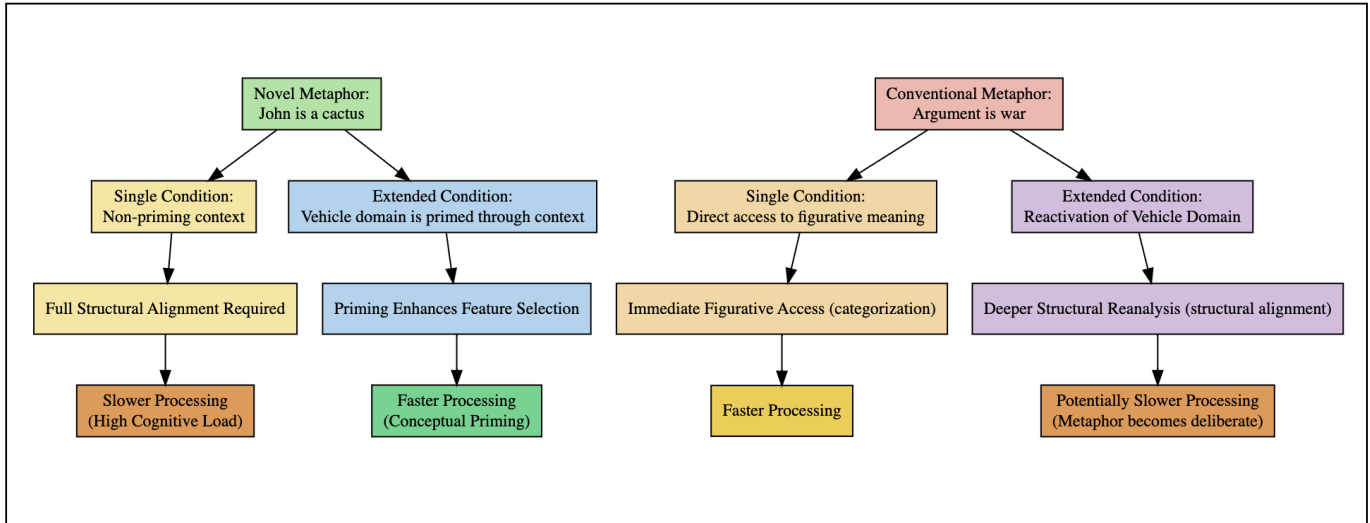 Novel Metaphor:
John is a cactus
Conventional Metaphor:
Argument is war
Single Condition:
Non-priming context
Extended Condition:
Vehicle domain is primed through context
Single Condition:
Direct access to figurative meaning
Extended Condition:
Reactivation of Vehicle Domain
Full Structural Alignment Required
Priming Enhances Feature Selection
Immediate Figurative Access (categorization)
Deeper Structural Reanalysis (structural alignment)
Slower Processing
(High Cognitive Load)
Faster Processing
(Conceptual Priming)
Faster Processing
Potentially Slower Processing
(Metaphor becomes deliberate)